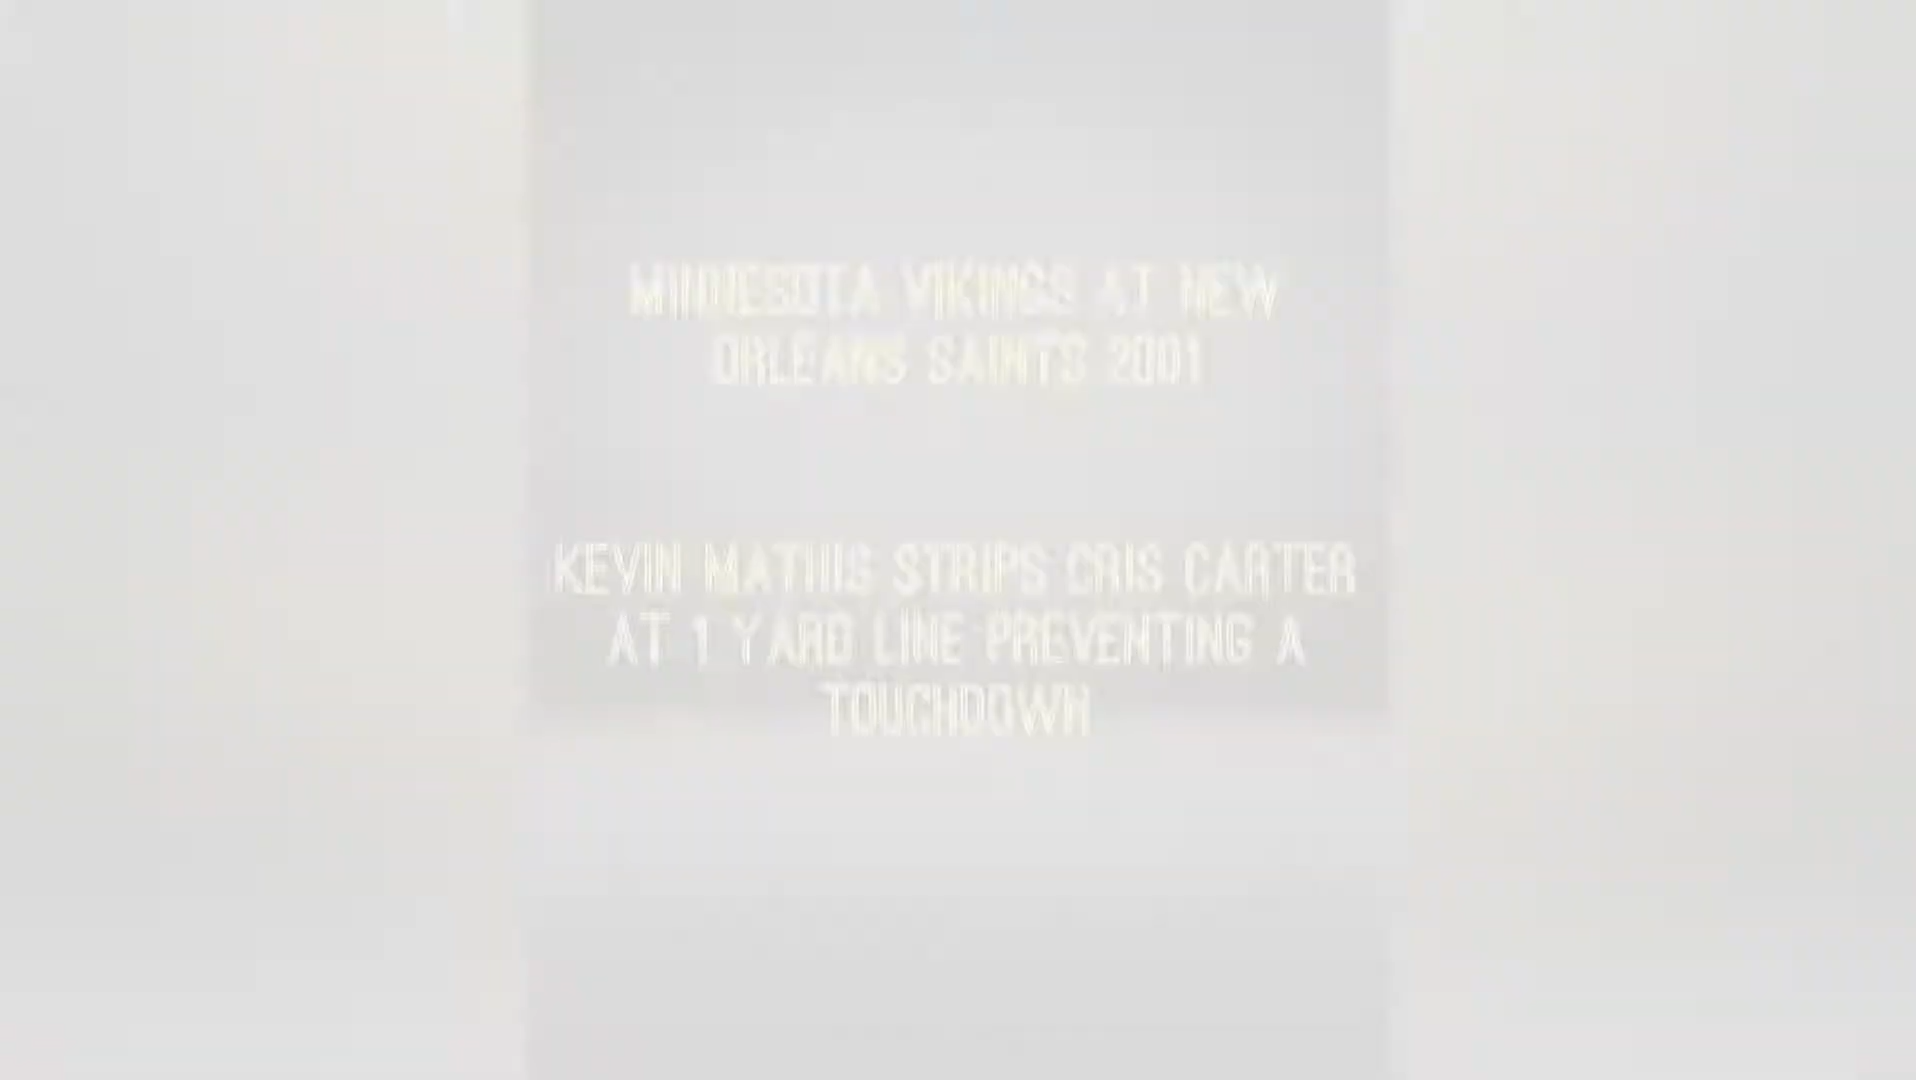 MINNESOTA VIKINGS AT NEW
ORLEANS SAINTS 2001
KEVIN MATHIS STRIPS CRIS CARTER
AT 1 YARD LINE PREVENTING A
TOUCHDOWN